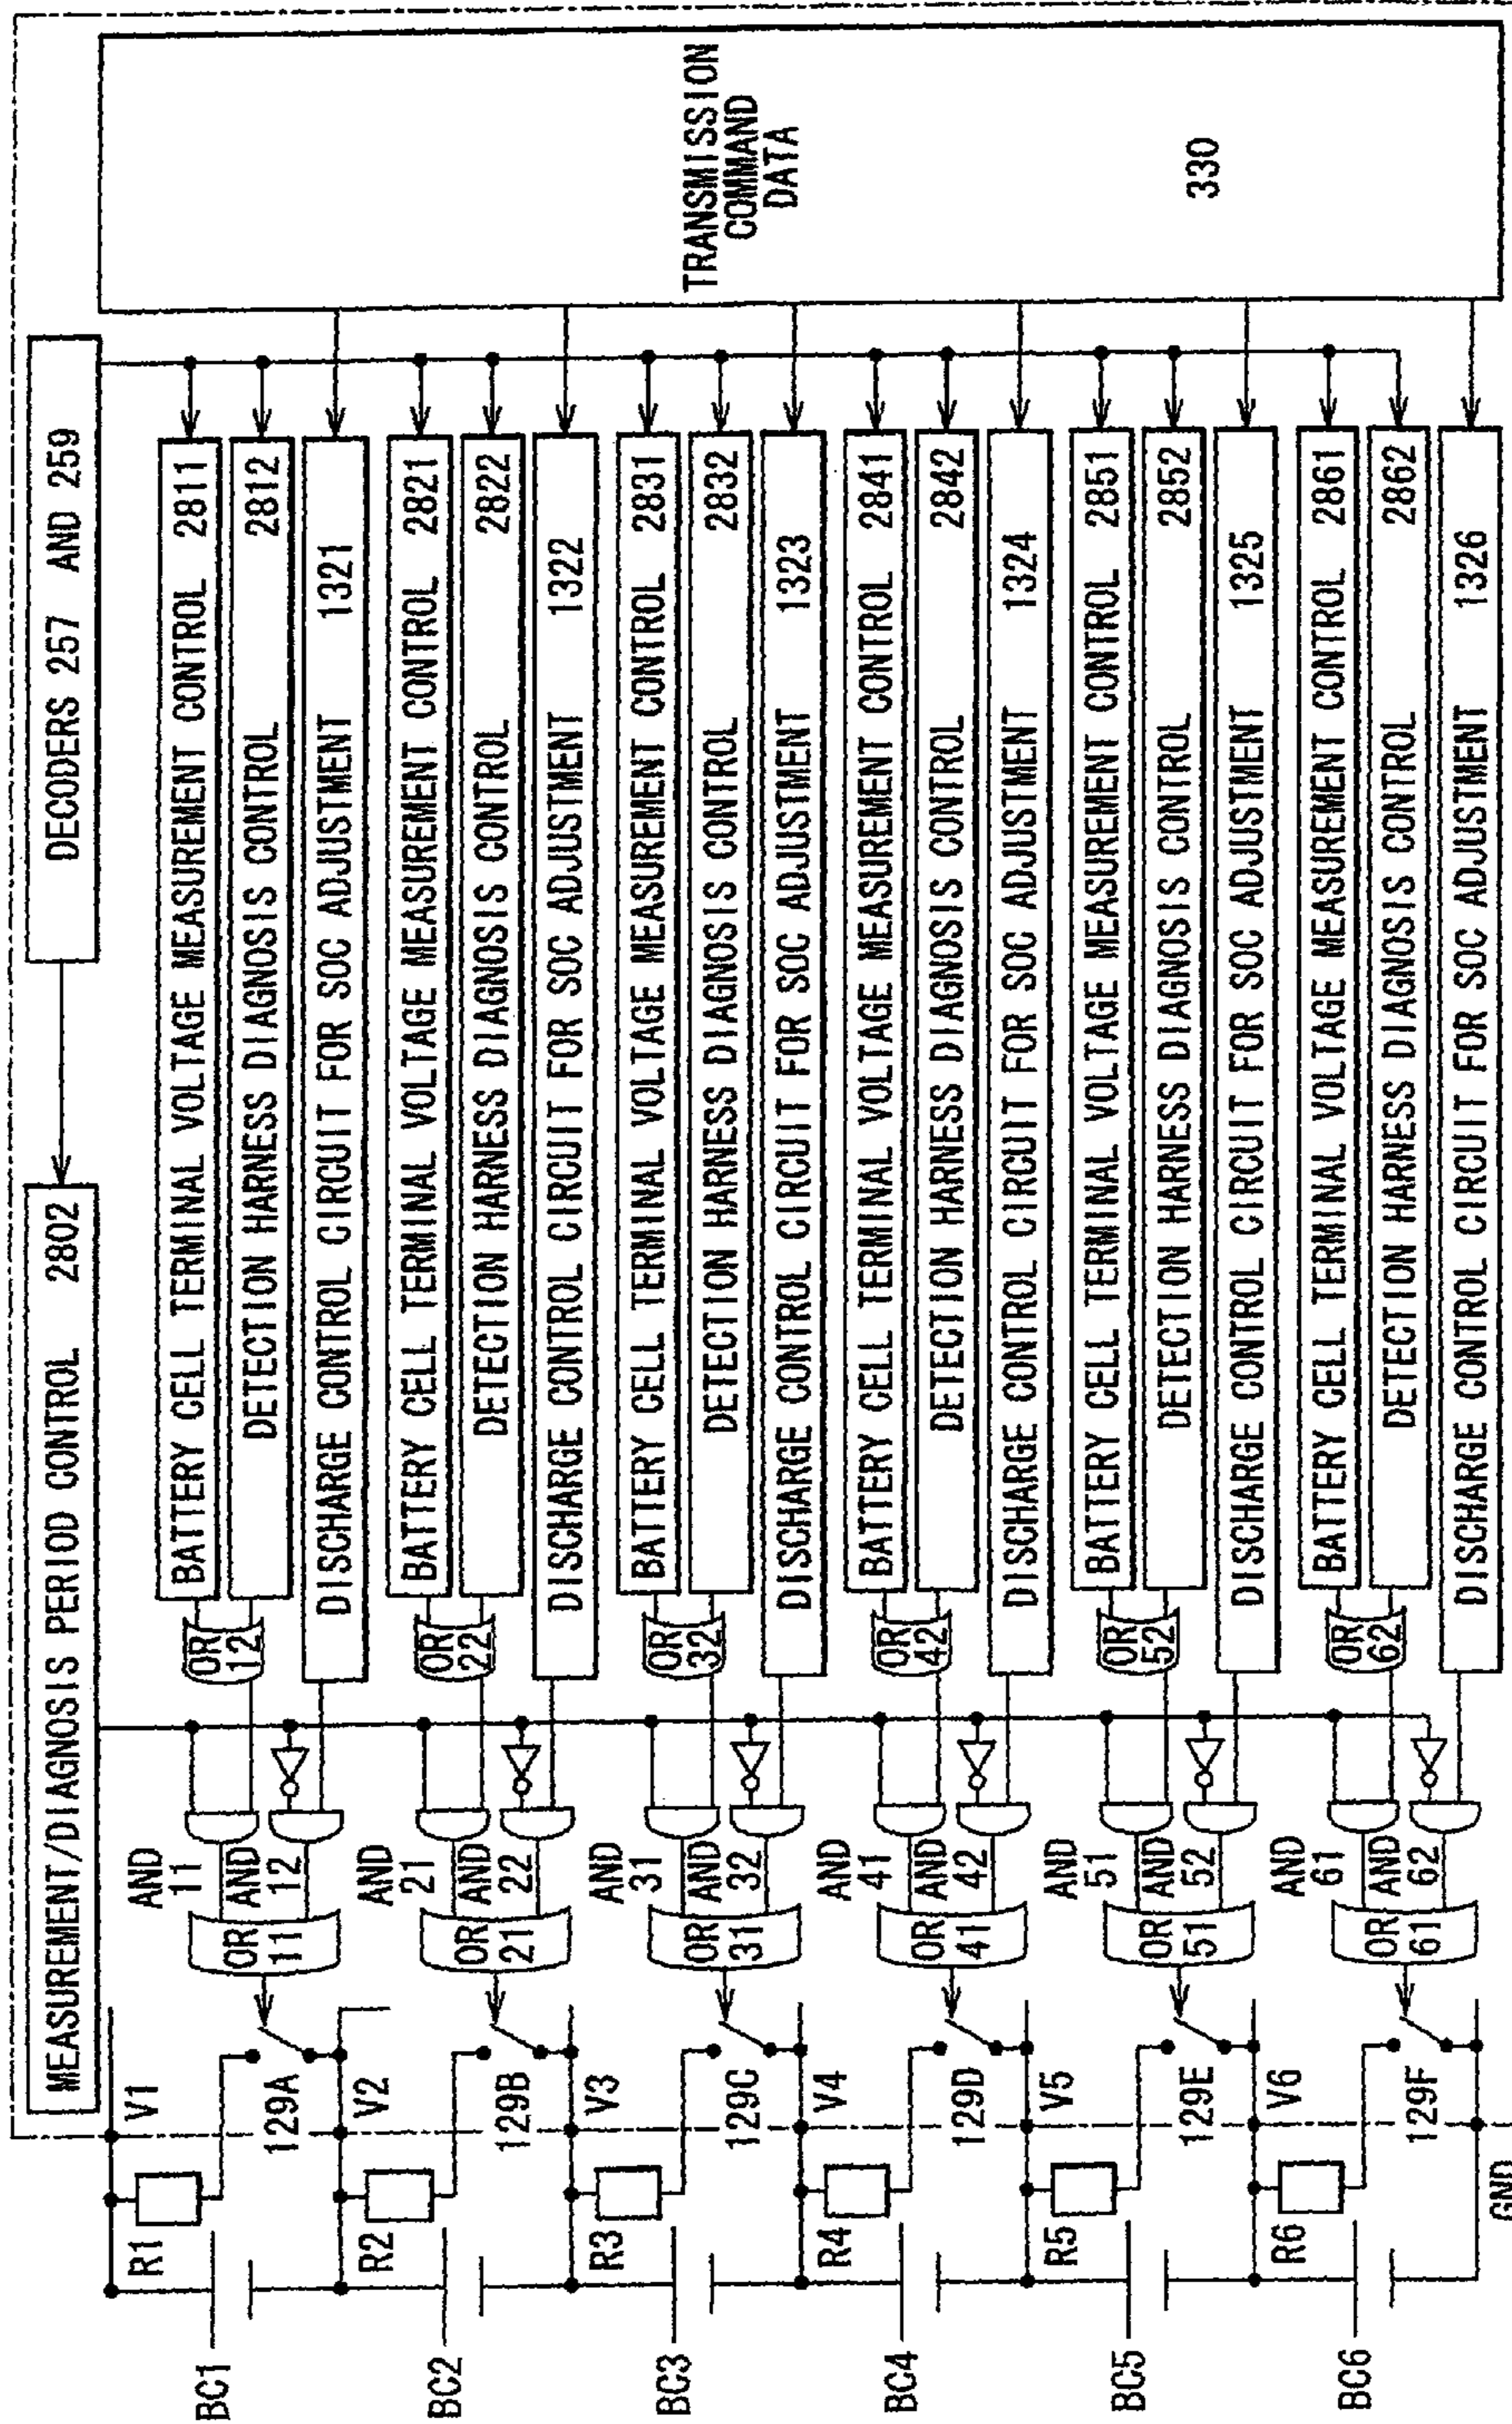 MEASUREMENT/DIAGNOSIS PERIOD CONTROL 2802
DECODERS 257 AND 259
TRANSMISSION
COMMAND
DATA
330
BC1
R1
V1
129A
OR
11
AND
11
AND
12
OR
12
BATTERY CELL TERMINAL VOLTAGE MEASUREMENT CONTROL 2811
DETECTION HARNESS DIAGNOSIS CONTROL 2812
DISCHARGE CONTROL CIRCUIT FOR SOC ADJUSTMENT 1321
BC2
R2
V2
129B
OR
21
AND
21
AND
22
OR
22
BATTERY CELL TERMINAL VOLTAGE MEASUREMENT CONTROL 2821
DETECTION HARNESS DIAGNOSIS CONTROL 2822
DISCHARGE CONTROL CIRCUIT FOR SOC ADJUSTMENT 1322
BC3
R3
V3
129C
OR
31
AND
31
AND
32
OR
32
BATTERY CELL TERMINAL VOLTAGE MEASUREMENT CONTROL 2831
DETECTION HARNESS DIAGNOSIS CONTROL 2832
DISCHARGE CONTROL CIRCUIT FOR SOC ADJUSTMENT 1323
BC4
R4
V4
129D
OR
41
AND
41
AND
42
OR
42
BATTERY CELL TERMINAL VOLTAGE MEASUREMENT CONTROL 2841
DETECTION HARNESS DIAGNOSIS CONTROL 2842
DISCHARGE CONTROL CIRCUIT FOR SOC ADJUSTMENT 1324
BC5
R5
V5
129E
OR
51
AND
51
AND
52
OR
52
BATTERY CELL TERMINAL VOLTAGE MEASUREMENT CONTROL 2851
DETECTION HARNESS DIAGNOSIS CONTROL 2852
DISCHARGE CONTROL CIRCUIT FOR SOC ADJUSTMENT 1325
BC6
R6
V6
129F
OR
61
AND
61
AND
62
OR
62
BATTERY CELL TERMINAL VOLTAGE MEASUREMENT CONTROL 2861
DETECTION HARNESS DIAGNOSIS CONTROL 2862
DISCHARGE CONTROL CIRCUIT FOR SOC ADJUSTMENT 1326
GND